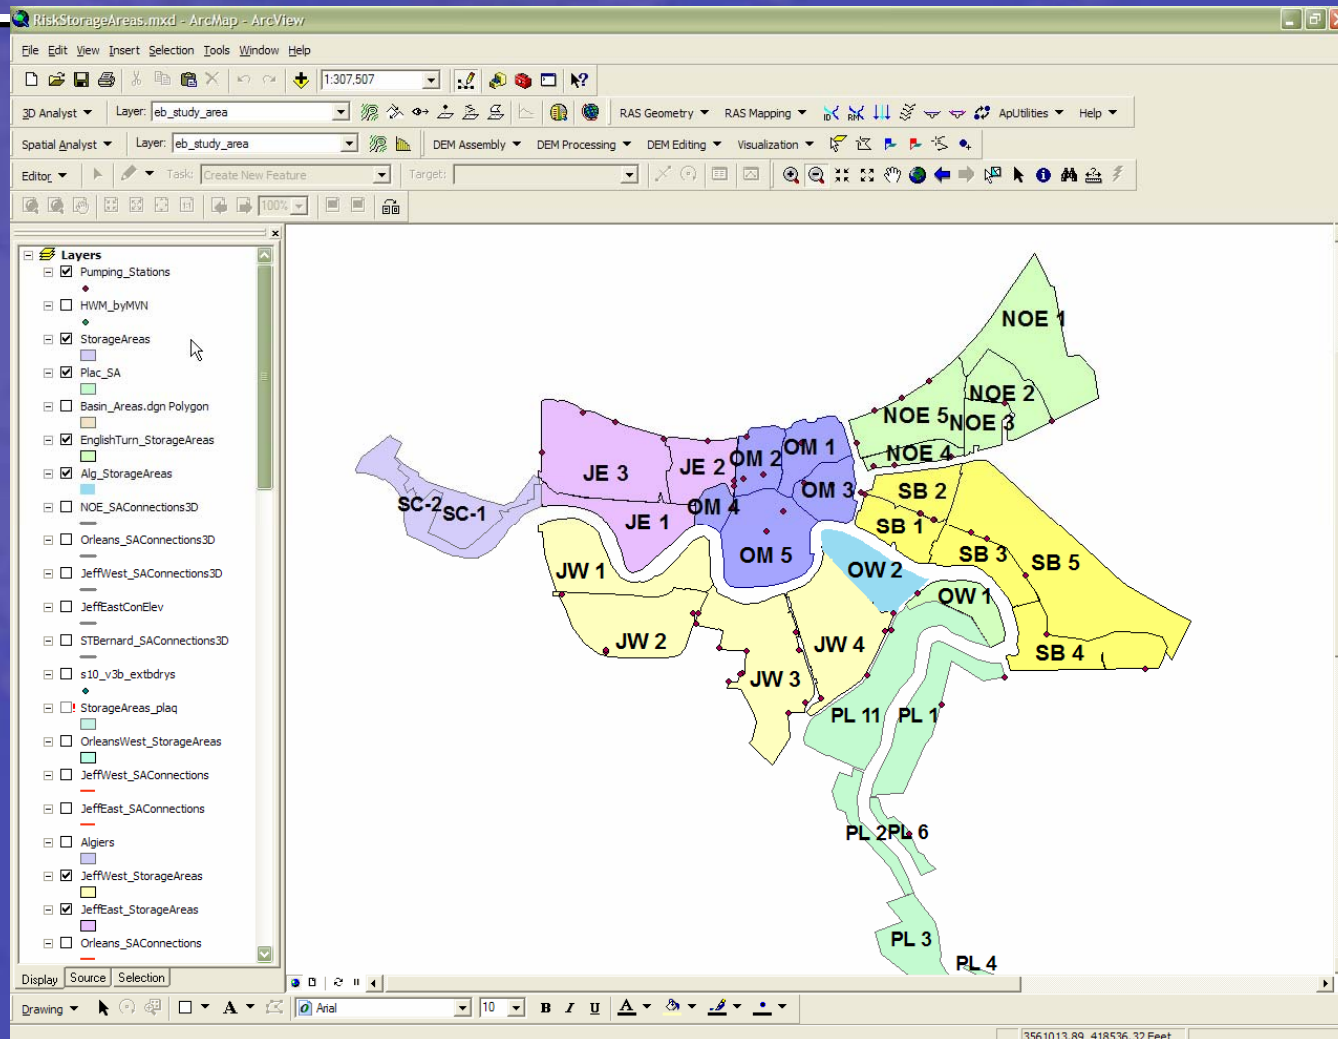 RiskStorageAreas.mxd - ArcMap - ArcView
File Edit View Insert Selection Tools Window Help
1:307,507
3D Analyst Layer: eb_study_area RAS Geometry RAS Mapping ApUtilities Help
Spatial Analyst Layer: eb_study_area DEM Assembly DEM Processing DEM Editing Visualization
Editor Task: Create New Feature Target:
100%
Layers
Pumping_Stations
HWM_byMVN
StorageAreas
Plac_SA
Basin_Areas.dgn Polygon
EnglishTurn_StorageAreas
Alg_StorageAreas
NOE_SAConnections3D
Orleans_SAConnections3D
JeffWest_SAConnections3D
JeffEastConElev
STBernard_SAConnections3D
s10_v3b_extbdrys
StorageAreas_plaq
OrleansWest_StorageAreas
JeffWest_SAConnections
JeffEast_SAConnections
Algiers
JeffWest_StorageAreas
JeffEast_StorageAreas
Orleans_SAConnections
Display Source Selection
NOE 1
NOE 2
NOE 5
NOE 3
NOE 4
OM 1
OM 2
JE 3
JE 2
OM 3
SB 2
SC-2
SC-1
OM 4
JE 1
SB 1
OM 5
SB 3
SB 5
JW 1
OW 2
OW 1
JW 2
JW 4
SB 4
JW 3
PL 11
PL 1
PL 2
PL 6
PL 3
PL 4
Drawing A Arial 10 B I U A
3561013.89 418536.32 Feet